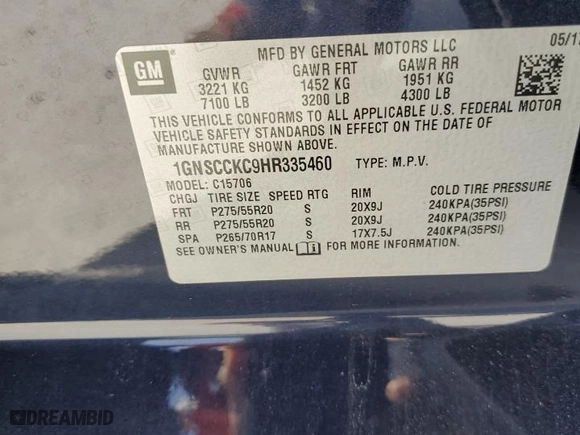 MFD BY GENERAL MOTORS LLC 05/17
GM
GVWR GAWR FRT GAWR RR
3221 KG 1452 KG 1951 KG
7100 LB 3200 LB 4300 LB
THIS VEHICLE CONFORMS TO ALL APPLICABLE U.S. FEDERAL MOTOR
VEHICLE SAFETY STANDARDS IN EFFECT ON THE DATE OF
MANUFACTURE SHOWN ABOVE.
1GNSCCKC9HR335460 TYPE: M.P.V.
MODEL: C15706
CHGJ TIRE SIZE SPEED RTG RIM
FRT P275/55R20 S 20X9J 240KPA(35PSI)
RR P275/55R20 S 20X9J 240KPA(35PSI)
SPA P265/70R17 S 17X7.5J 240KPA(35PSI)
SEE OWNER'S MANUAL FOR MORE INFORMATION.
DREAMBID